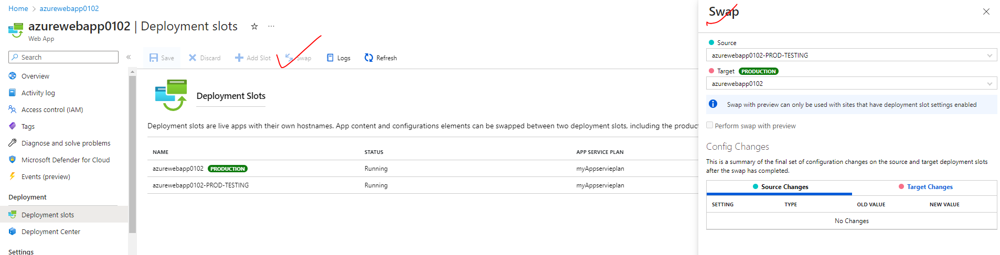 Home > azurewebapp0102
azurewebapp0102 | Deployment slots
Web App
Search
Overview
Activity log
Access control (IAM)
Tags
Diagnose and solve problems
Microsoft Defender for Cloud
Events (preview)
Deployment
Deployment slots
Deployment Center
Settings
Save Discard Add Slot Swap Logs Refresh
Deployment Slots
Deployment slots are live apps with their own hostnames. App content and configurations elements can be swapped between two deployment slots, including the produc
NAME STATUS APP SERVICE PLAN
azurewebapp0102 PRODUCTION Running myAppservieplan
azurewebapp0102-PROD-TESTING Running myAppservieplan
Swap
Source
azurewebapp0102-PROD-TESTING
Target PRODUCTION
azurewebapp0102
Swap with preview can only be used with sites that have deployment slot settings enabled
Perform swap with preview
Config Changes
This is a summary of the final set of configuration changes on the source and target deployment slots
after the swap has completed.
Source Changes Target Changes
SETTING TYPE OLD VALUE NEW VALUE
No Changes